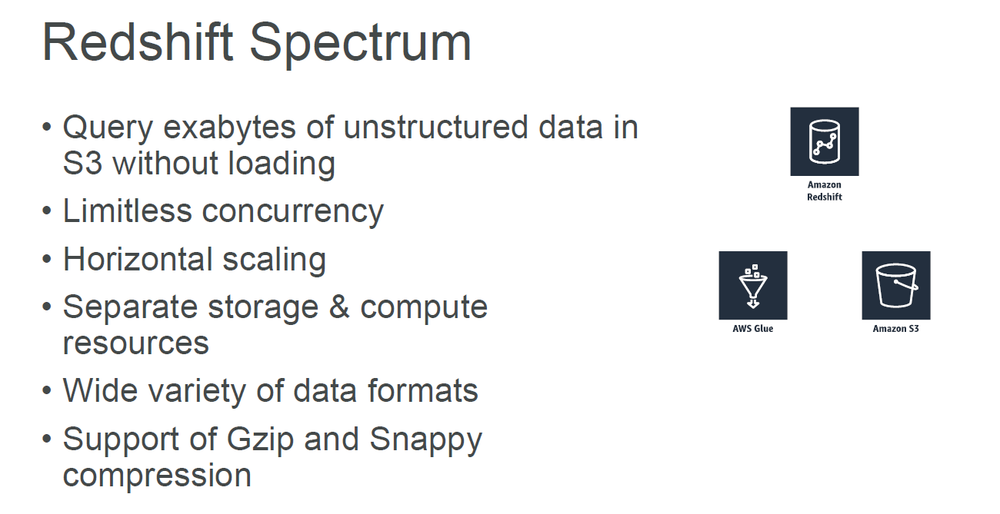 Redshift Spectrum
• Query exabytes of unstructured data in
S3 without loading
• Limitless concurrency
• Horizontal scaling
• Separate storage & compute
resources
• Wide variety of data formats
• Support of Gzip and Snappy
compression
Amazon
Redshift
AWS Glue
Amazon S3